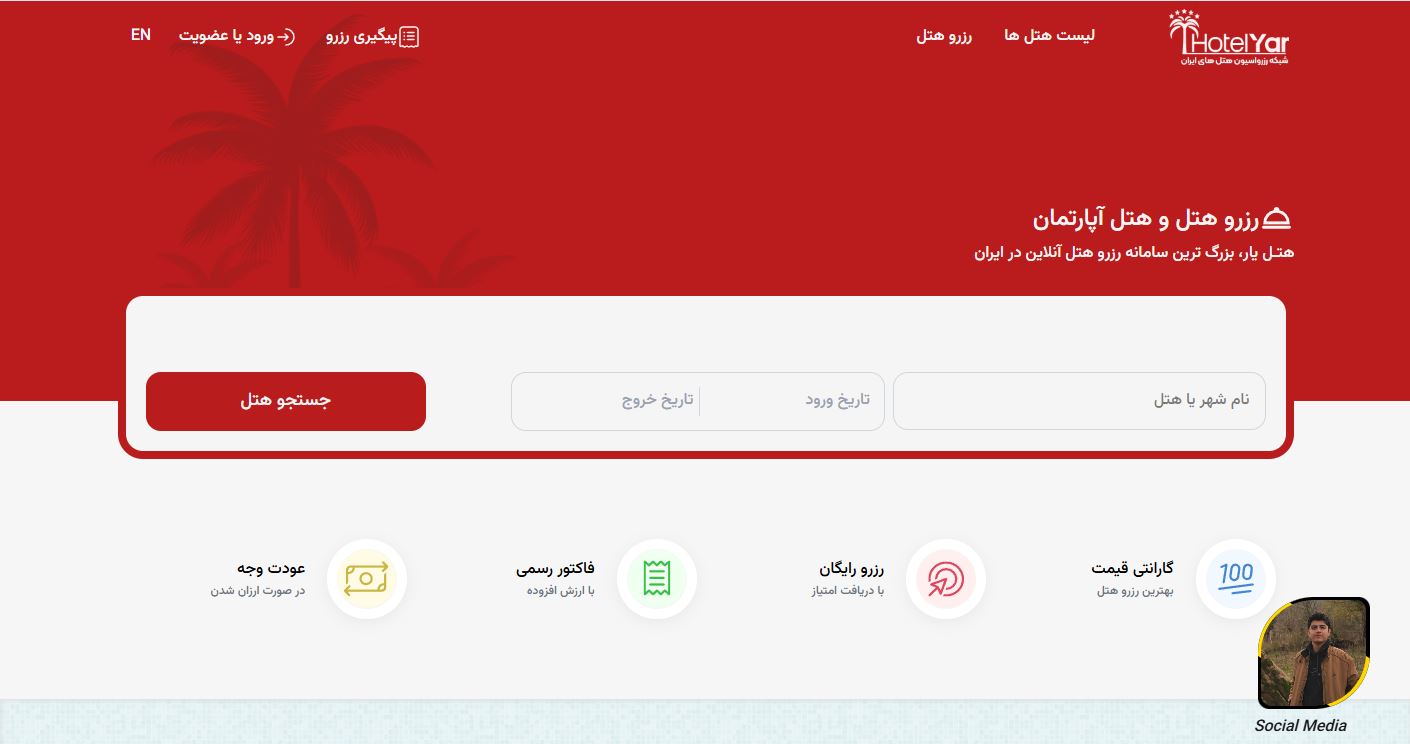 HotelYar
شبکه رزرواسیون هتل های ایران
لیست هتل ها
رزرو هتل
پیگیری رزرو
ورود یا عضویت
EN
رزرو هتل و هتل آپارتمان
هتـل یار، بزرگ ترین سامانه رزرو هتل آنلاین در ایران
نام شهر یا هتل
تاریخ ورود
تاریخ خروج
جستجو هتل
100
گارانتی قیمت
بهترین رزرو هتل
رزرو رایگان
با دریافت امتیاز
فاکتور رسمی
با ارزش افزوده
عودت وجه
در صورت ارزان شدن
Social Media